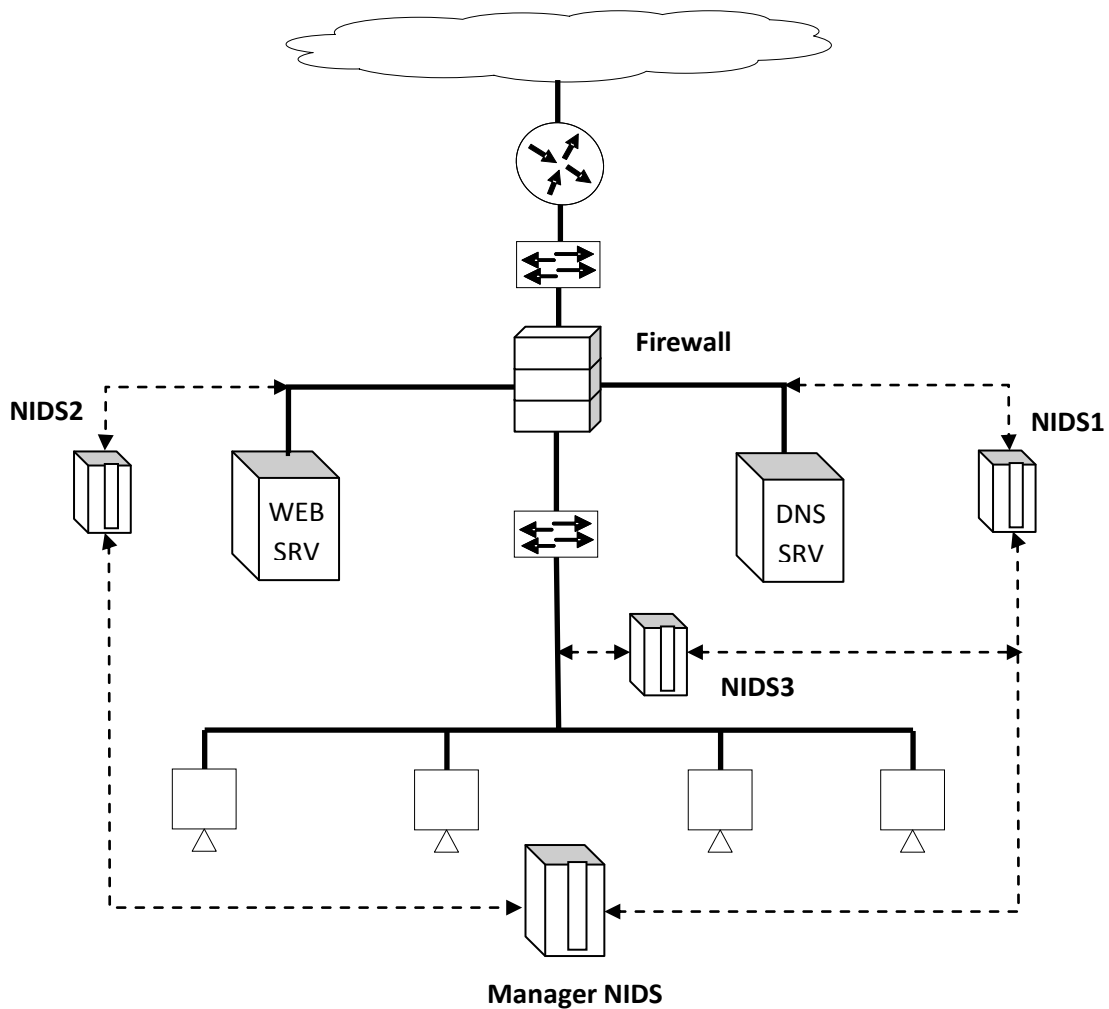 Firewall
NIDS2
NIDS1
WEB
SRV
DNS
SRV
NIDS3
Manager NIDS